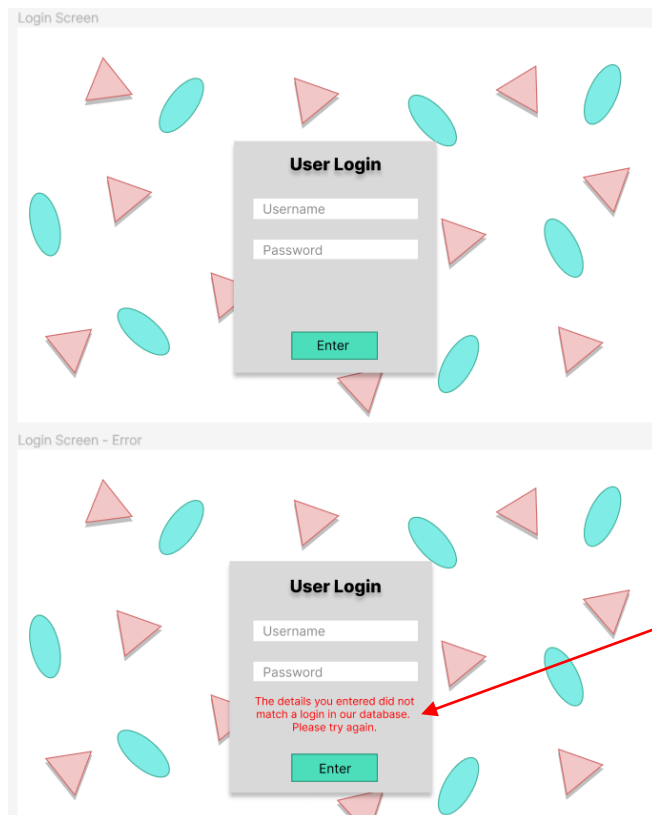 Login Screen
User Login
Username
Password
Enter
Login Screen - Error
User Login
Username
Password
The details you entered did not
match a login in our database.
Please try again.
Enter